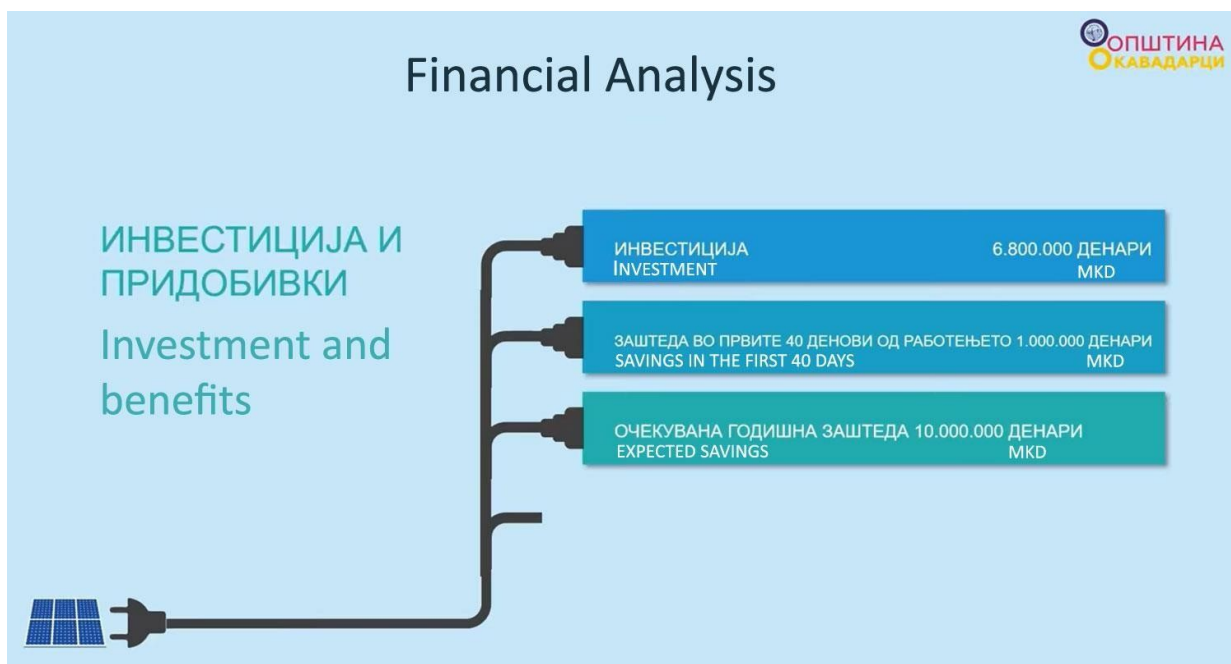 ОПШТИНА
КАВАДАРЦИ
Financial Analysis
ИНВЕСТИЦИЈА И
ПРИДОБИВКИ
Investment and
benefits
ИНВЕСТИЦИЈА 6.800.000 ДЕНАРИ
INVESTMENT MKD
ЗАШТЕДА ВО ПРВИТЕ 40 ДЕНОВИ ОД РАБОТЕЊЕТО 1.000.000 ДЕНАРИ
SAVINGS IN THE FIRST 40 DAYS MKD
ОЧЕКУВАНА ГОДИШНА ЗАШТЕДА 10.000.000 ДЕНАРИ
EXPECTED SAVINGS MKD